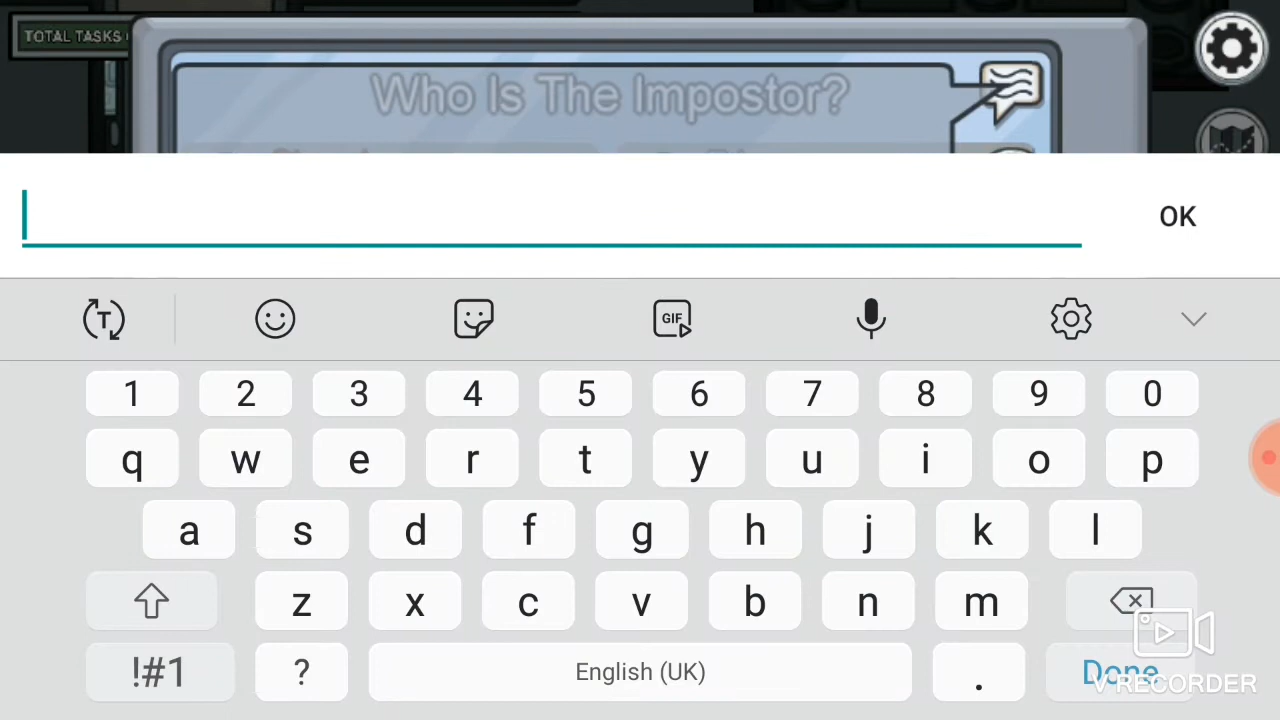 TOTAL TASKS
Who Is The Impostor?
OK
T
GIF
1 2 3 4 5 6 7 8 9 0
q w e r t y u i o p
a s d f g h j k l
z x c v b n m
!#1 ? English (UK) . Done
V RECORDER